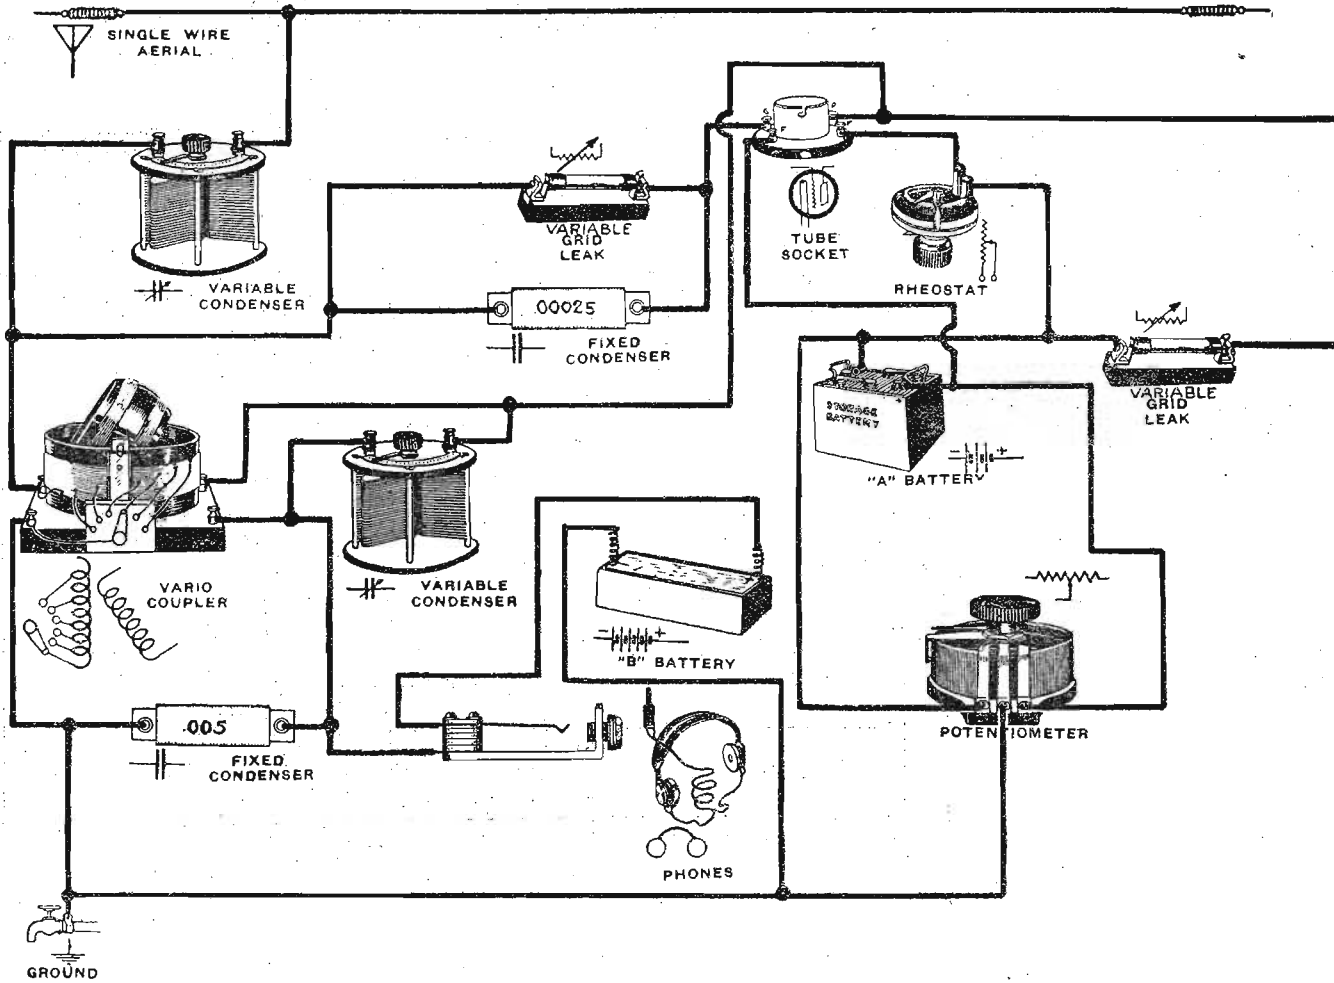 SINGLE WIRE
AERIAL
VARIABLE
CONDENSER
VARIABLE
GRID
LEAK
.00025
FIXED
CONDENSER
TUBE
SOCKET
RHEOSTAT
STORAGE
BATTERY
"A" BATTERY
VARIABLE
GRID
LEAK
VARIO
COUPLER
VARIABLE
CONDENSER
"B" BATTERY
.005
FIXED
CONDENSER
PHONES
POTENTIOMETER
GROUND